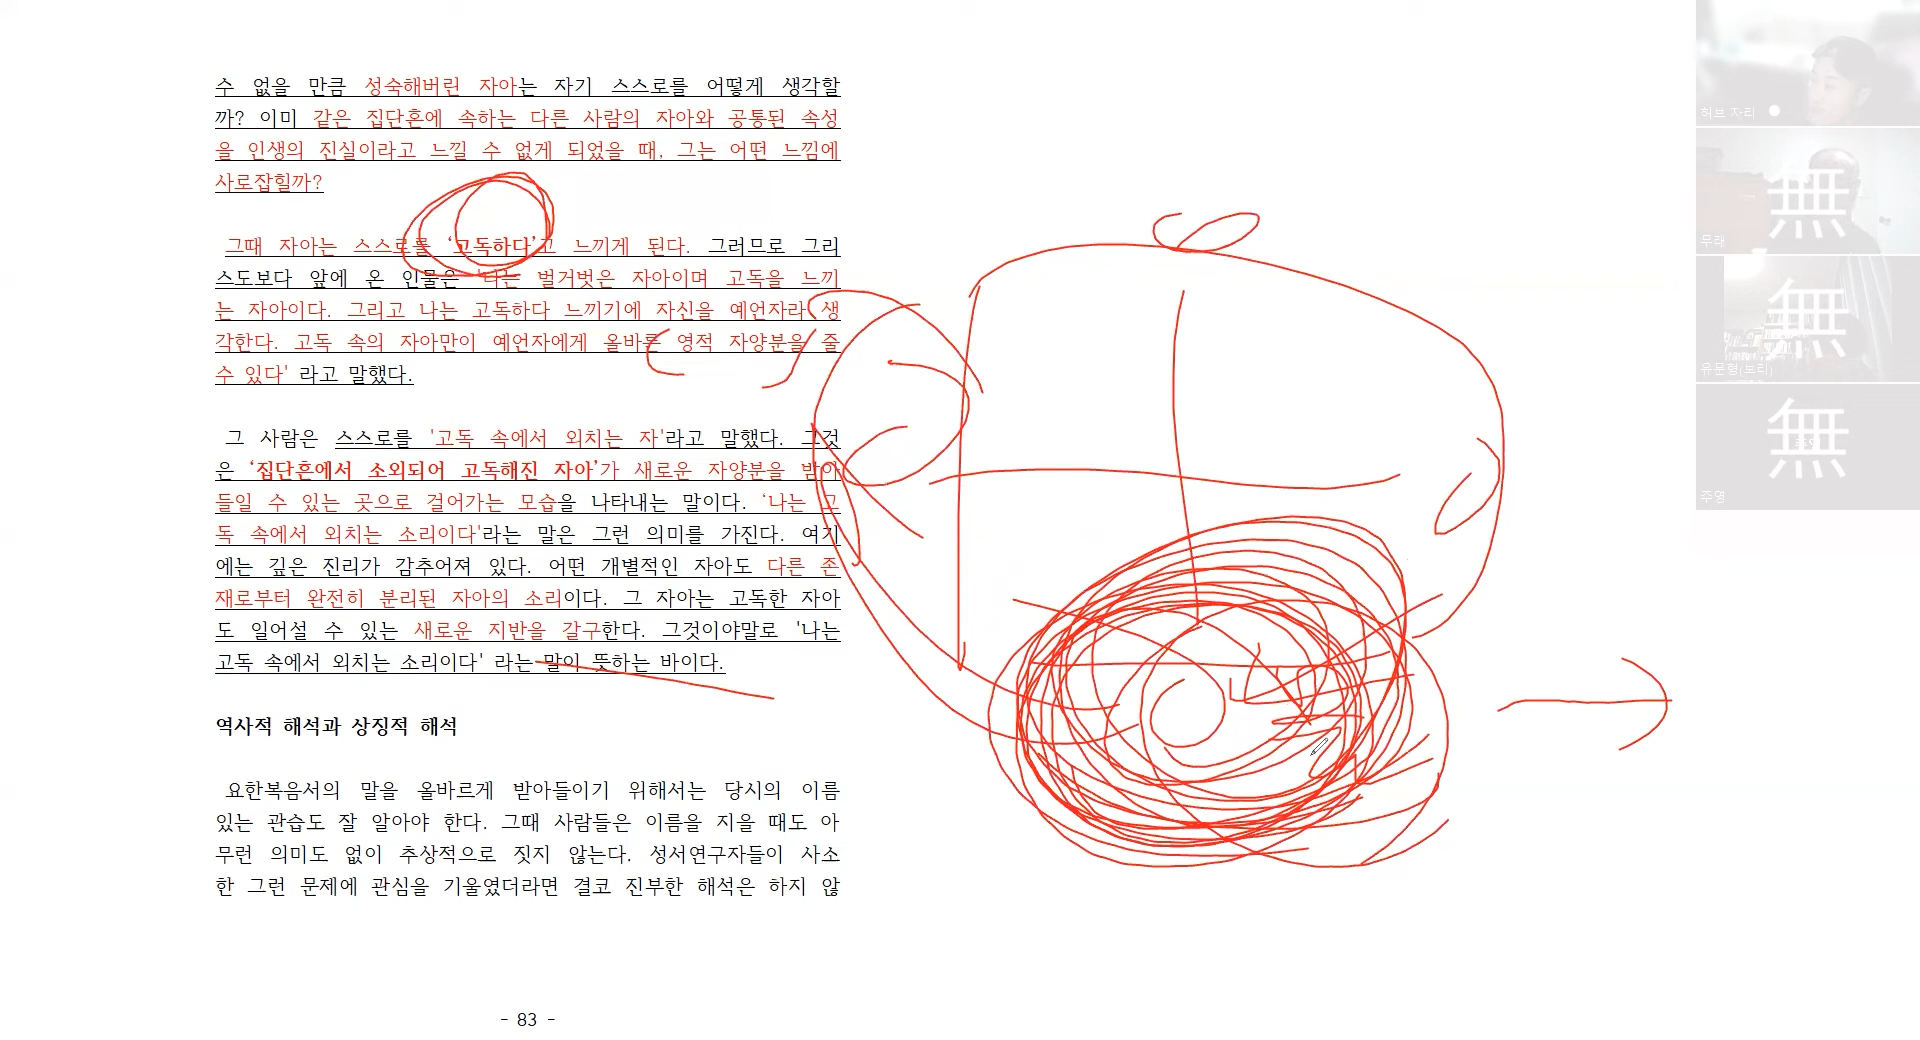 수 없을 만큼 성숙해버린 자아는 자기 스스로를 어떻게 생각할
까? 이미 같은 집단혼에 속하는 다른 사람의 자아와 공통된 속성
을 인생의 진실이라고 느낄 수 없게 되었을 때, 그는 어떤 느낌에
사로잡힐까?
그때 자아는 스스로를 ‘고독하다’고 느끼게 된다. 그러므로 그리
스도보다 앞에 온 인물은 '나는 벌거벗은 자아이며 고독을 느끼
는 자아이다. 그리고 나는 고독하다 느끼기에 자신을 예언자라 생
각한다. 고독 속의 자아만이 예언자에게 올바른 영적 자양분을 줄
수 있다' 라고 말했다.
그 사람은 스스로를 '고독 속에서 외치는 자'라고 말했다. 그것
은 ‘집단혼에서 소외되어 고독해진 자아’가 새로운 자양분을 받아
들일 수 있는 곳으로 걸어가는 모습을 나타내는 말이다. ‘나는 고
독 속에서 외치는 소리이다'라는 말은 그런 의미를 가진다. 여기
에는 깊은 진리가 감추어져 있다. 어떤 개별적인 자아도 다른 존
재로부터 완전히 분리된 자아의 소리이다. 그 자아는 고독한 자아
도 일어설 수 있는 새로운 지반을 갈구한다. 그것이야말로 '나는
고독 속에서 외치는 소리이다' 라는 말이 뜻하는 바이다.
역사적 해석과 상징적 해석
요한복음서의 말을 올바르게 받아들이기 위해서는 당시의 이름
있는 관습도 잘 알아야 한다. 그때 사람들은 이름을 지을 때도 아
무런 의미도 없이 추상적으로 짓지 않는다. 성서연구자들이 사소
한 그런 문제에 관심을 기울였더라면 결코 진부한 해석은 하지 않
- 83 -
허브 자리
無
무래
無
유문형(보리)
無
주영